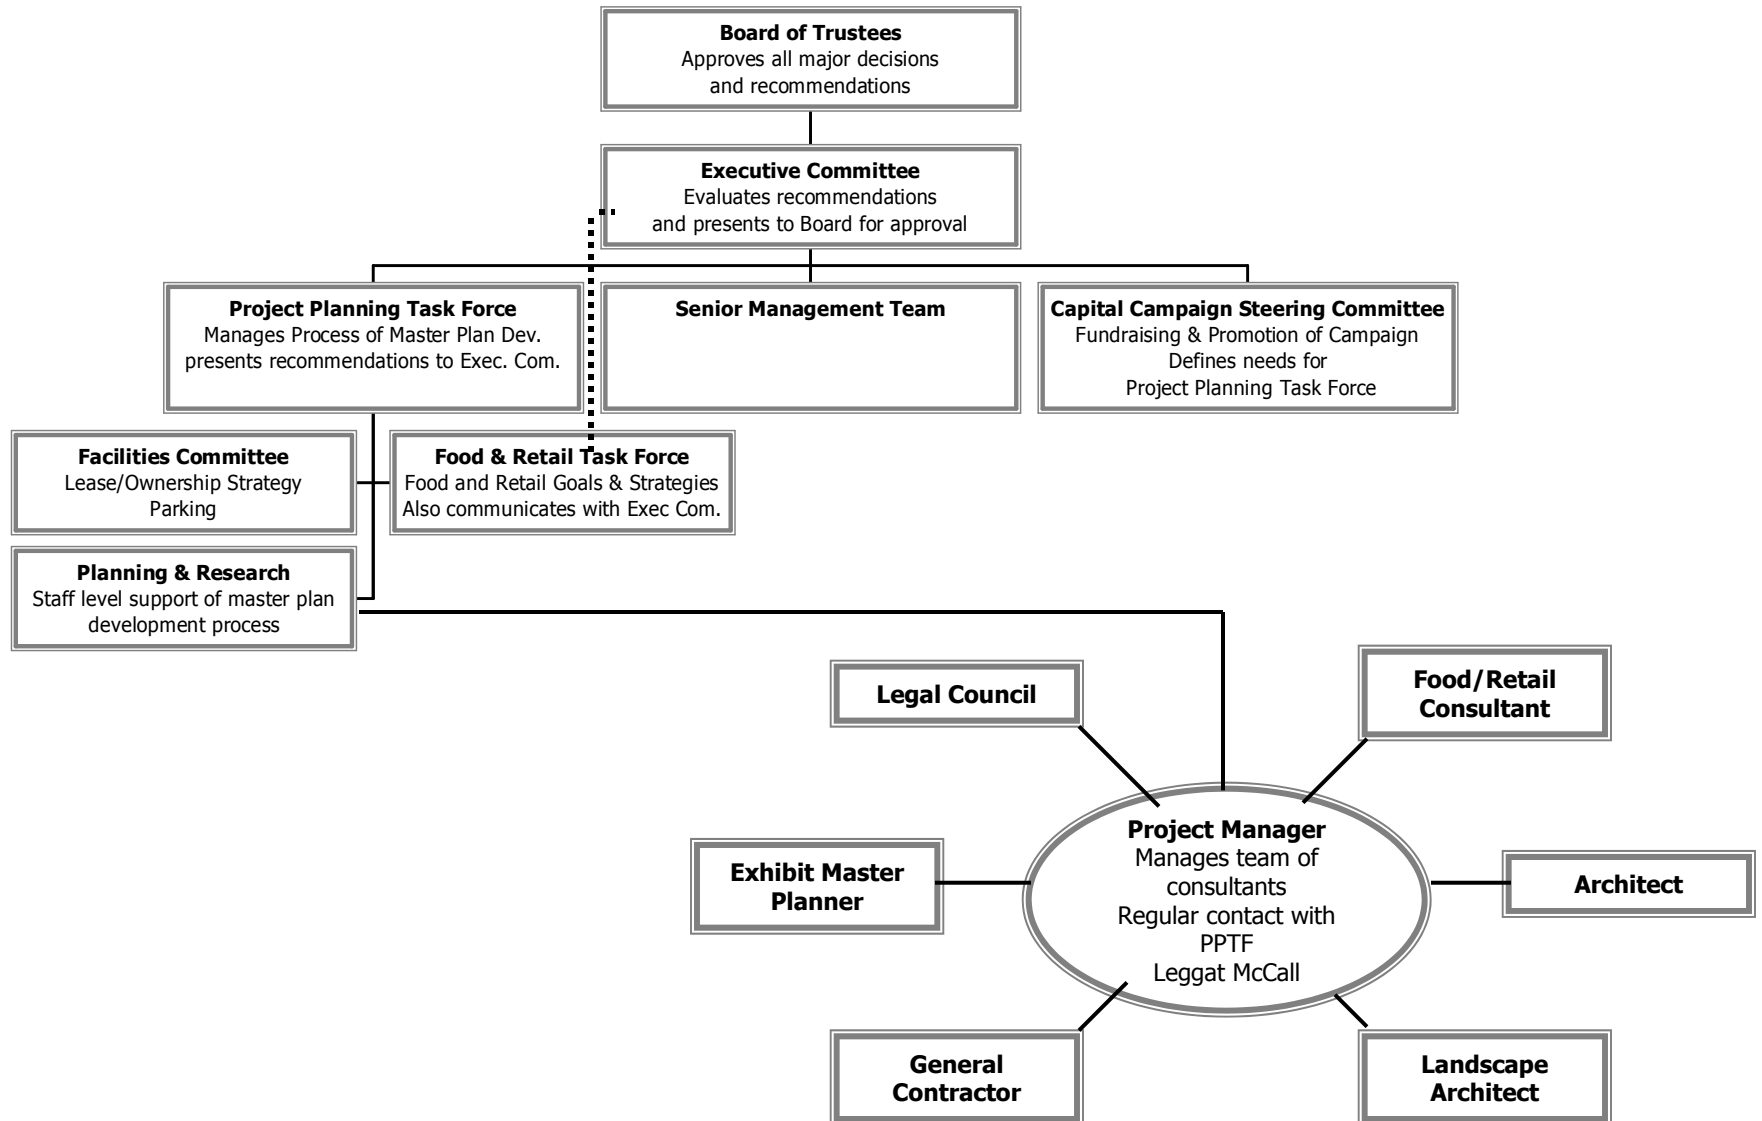 Board of Trustees
Approves all major decisions
and recommendations
Executive Committee
Evaluates recommendations
and presents to Board for approval
Project Planning Task Force
Manages Process of Master Plan Dev.
presents recommendations to Exec. Com.
Senior Management Team
Capital Campaign Steering Committee
Fundraising & Promotion of Campaign
Defines needs for
Project Planning Task Force
Facilities Committee
Lease/Ownership Strategy
Parking
Food & Retail Task Force
Food and Retail Goals & Strategies
Also communicates with Exec Com.
Planning & Research
Staff level support of master plan
development process
Legal Council
Food/Retail
Consultant
Project Manager
Manages team of
consultants
Regular contact with
PPTF
Leggat McCall
Exhibit Master
Planner
Architect
General
Contractor
Landscape
Architect